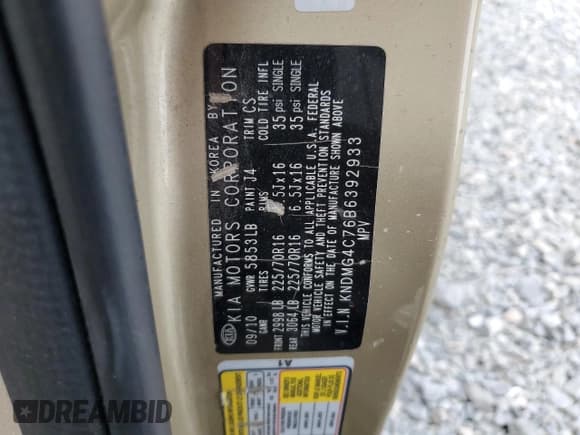 MANUFACTURED IN KOREA BY
KIA MOTORS CORPORATION
09/10 GVWR 5853LB PAINT J4 TRIM CS
GAWR TIRES RIMS COLD TIRE INFL
FRONT 2998LB 225/70R16 6.5Jx16 35 psi SINGLE
REAR 3064LB 225/70R16 6.5Jx16 35 psi SINGLE
THIS VEHICLE CONFORMS TO ALL APPLICABLE U.S.A. FEDERAL
MOTOR VEHICLE SAFETY AND THEFT PREVENTION STANDARDS
IN EFFECT ON THE DATE OF MANUFACTURE SHOWN ABOVE
V.I.N KNDMG4C76B6392933
MPV
A1
DREAMBID